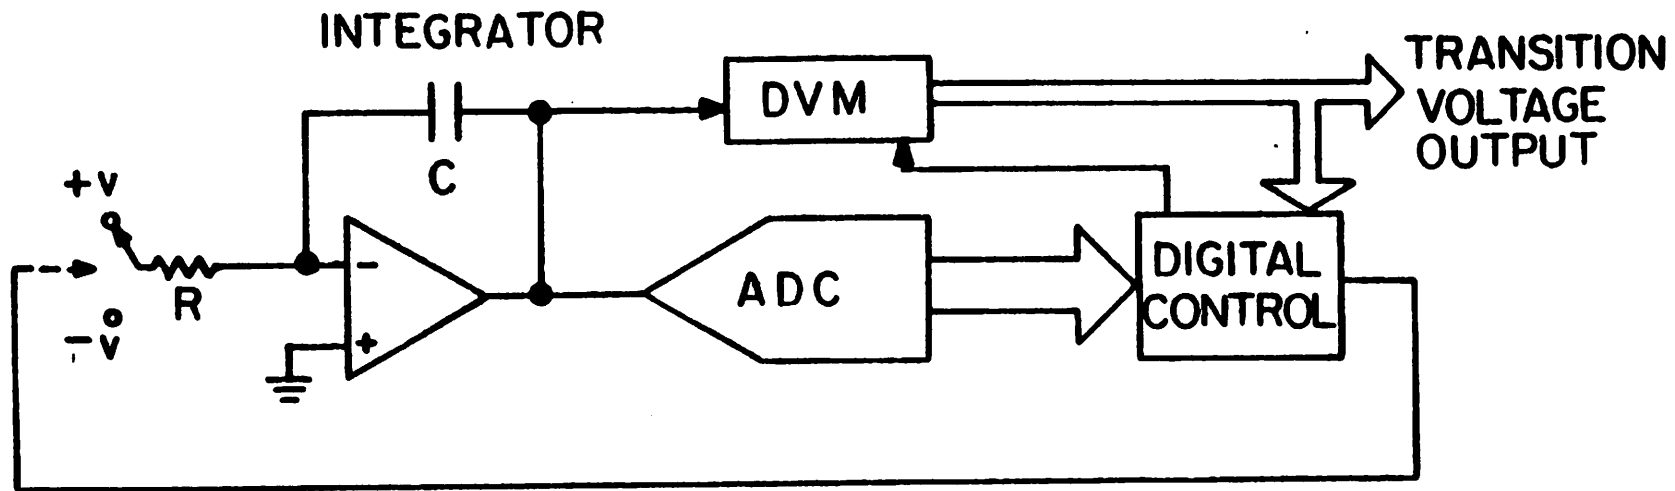 INTEGRATOR
TRANSITION
VOLTAGE
OUTPUT
DVM
C
+V
-
R
ADC
DIGITAL
CONTROL
-V
+